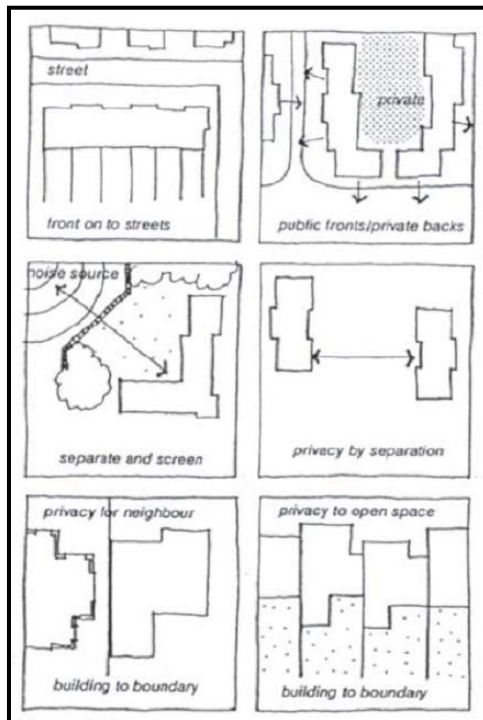 street
front on to streets
private
public fronts/private backs
noise source
separate and screen
privacy by separation
privacy for neighbour
building to boundary
privacy to open space
building to boundary